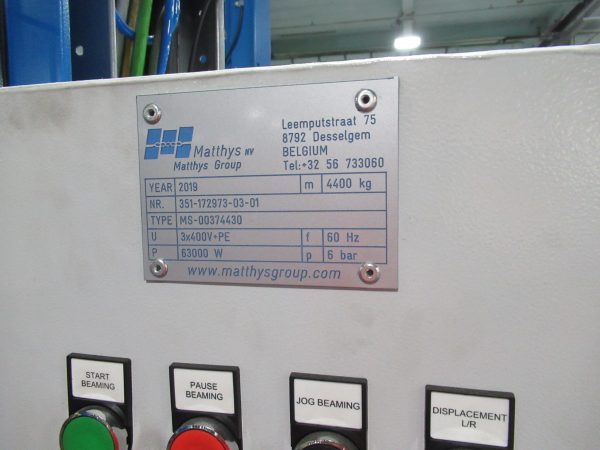 Leemputstraat 75
8792 Desselgem
BELGIUM
Tel:+32 56 733060
Matthys NV
Matthys Group
YEAR 2019 m 4400 kg
NR. 351-172973-03-01
TYPE MS-00374430
U 3x400V+PE f 60 Hz
P 63000 W p 6 bar
www.matthysgroup.com
START
BEAMING
PAUSE
BEAMING
JOG BEAMING
DISPLACEMENT
L/R